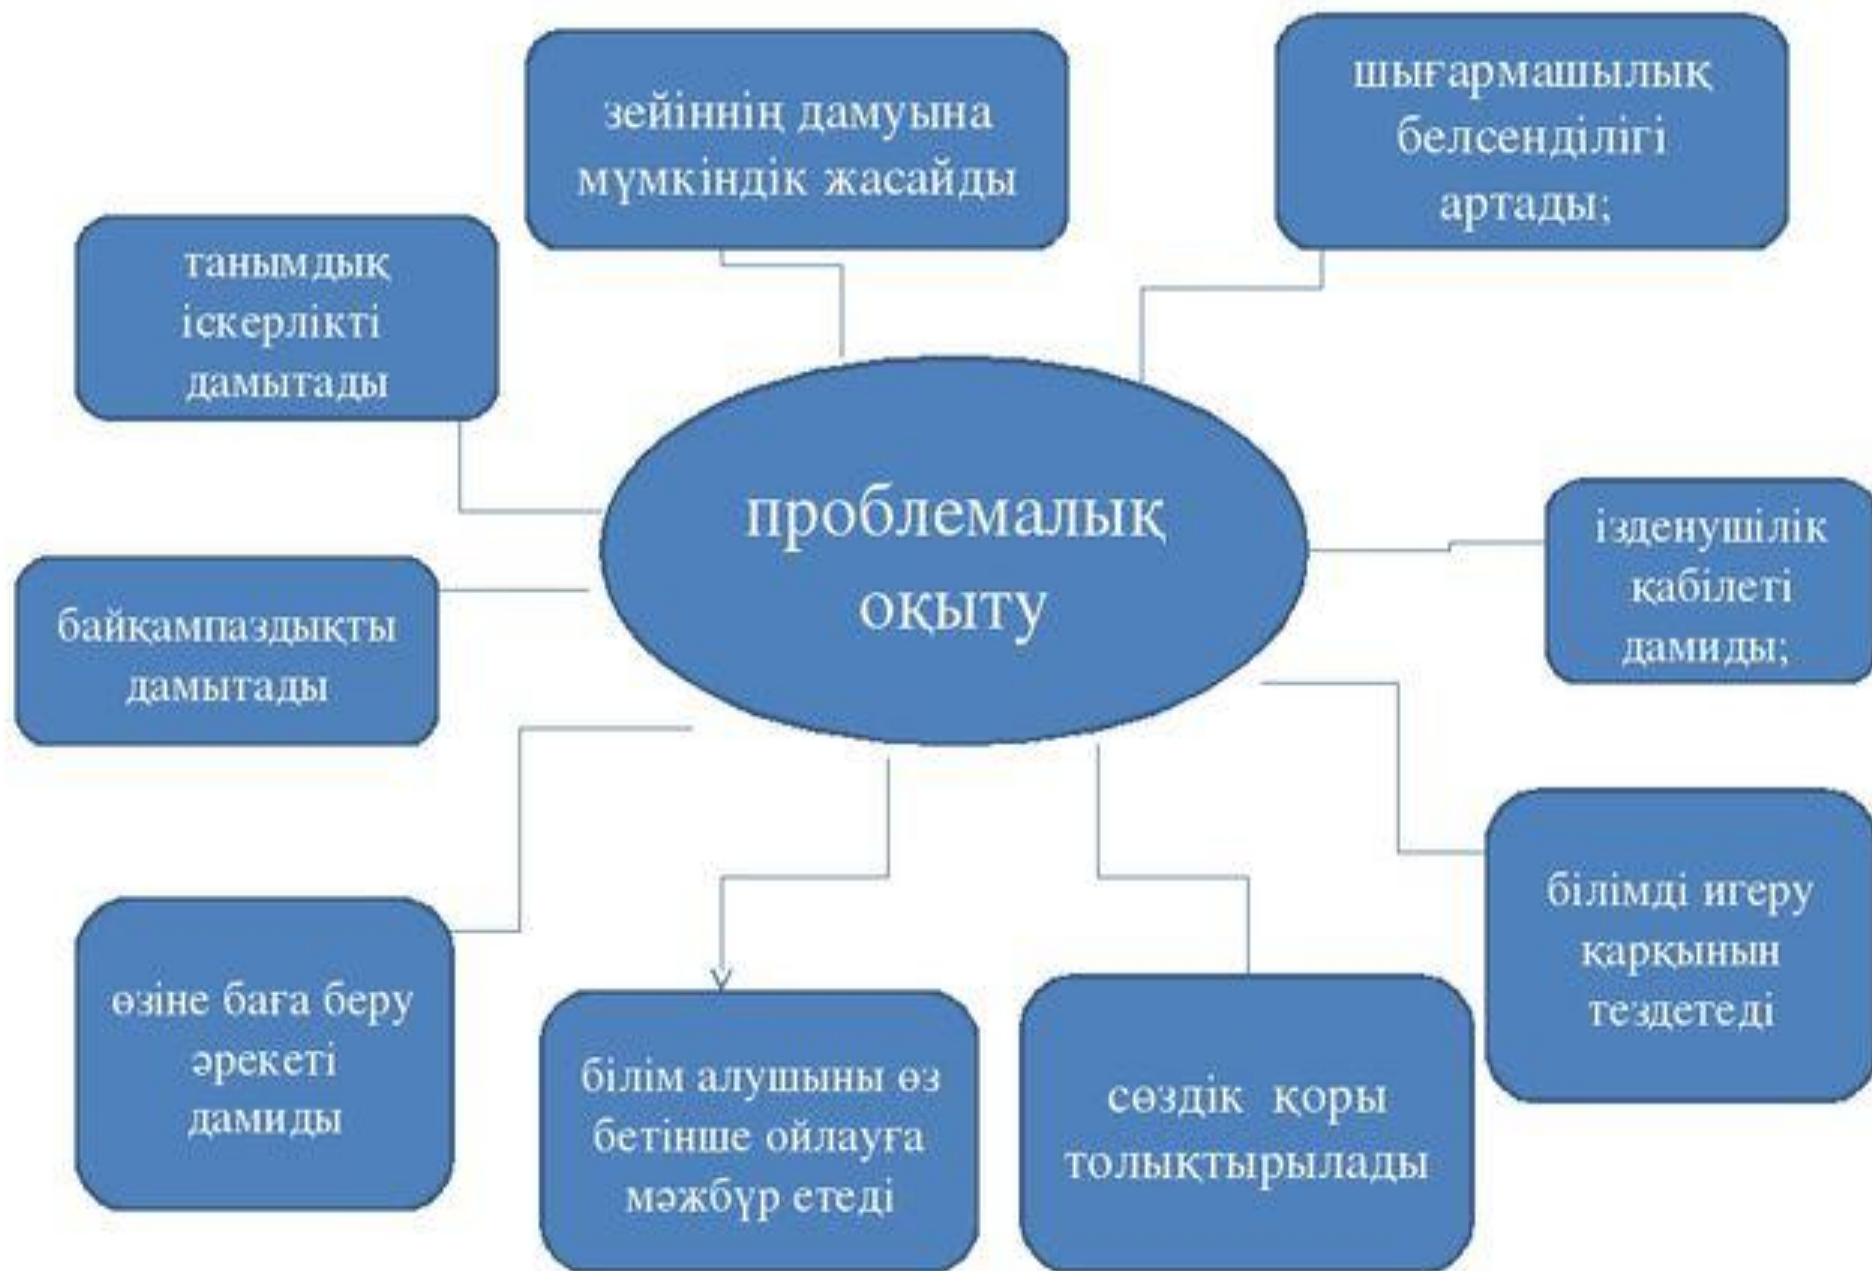 зейіннің дамуына
мүмкіндік жасайды
шығармашылық
белсенділігі
артады;
танымдық
іскерлікті
дамытады
проблемалық
оқыту
ізденушілік
қабілеті
дамиды;
байқампаздықты
дамытады
білімді игеру
қарқынын
тездетеді
өзіне баға беру
әрекеті
дамиды
білім алушыны өз
бетінше ойлауға
мәжбүр етеді
сөздік қоры
толықтырылады